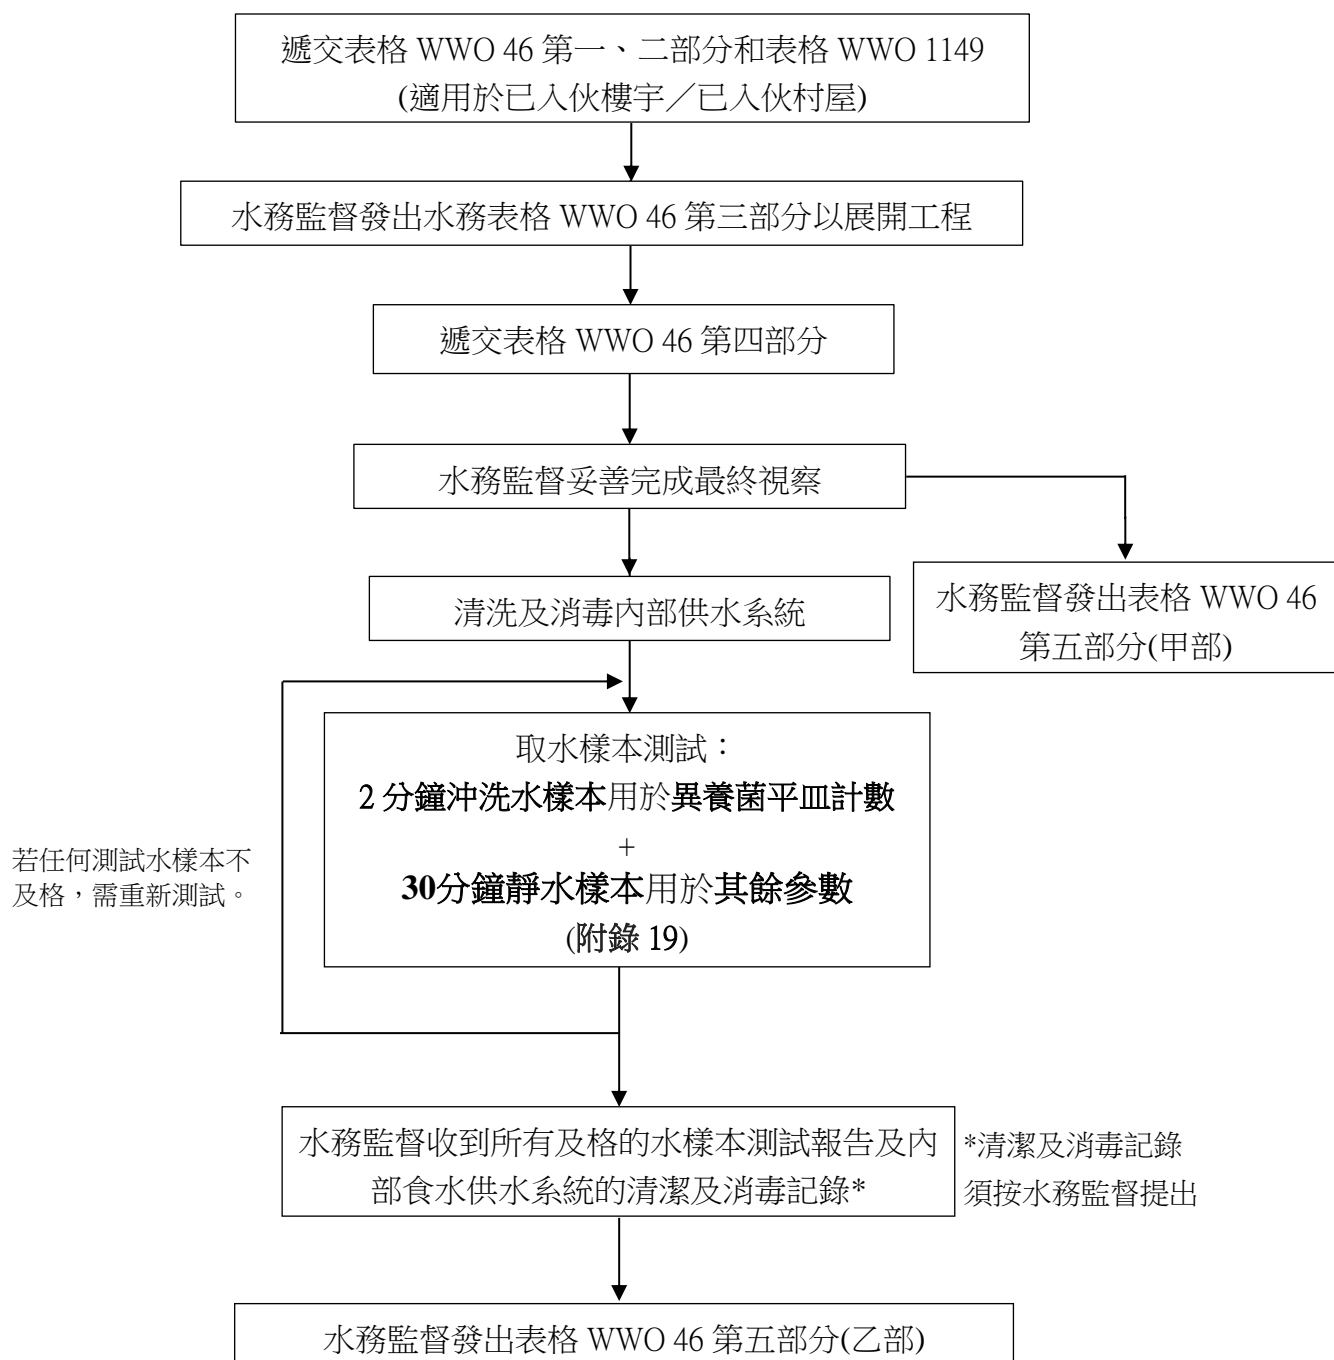 遞交表格 WWO 46 第一、二部分和表格 WWO 1149
(適用於已入伙樓宇／已入伙村屋)
水務監督發出水務表格 WWO 46 第三部分以展開工程
遞交表格 WWO 46 第四部分
水務監督妥善完成最終視察
清洗及消毒內部供水系統
水務監督發出表格 WWO 46
第五部分(甲部)
取水樣本測試：
2 分鐘沖洗水樣本用於異養菌平皿計數
+
30分鐘靜水樣本用於其餘參數
(附錄 19)
若任何測試水樣本不
及格，需重新測試。
水務監督收到所有及格的水樣本測試報告及內
部食水供水系統的清潔及消毒記錄*
*清潔及消毒記錄
須按水務監督提出
水務監督發出表格 WWO 46 第五部分(乙部)